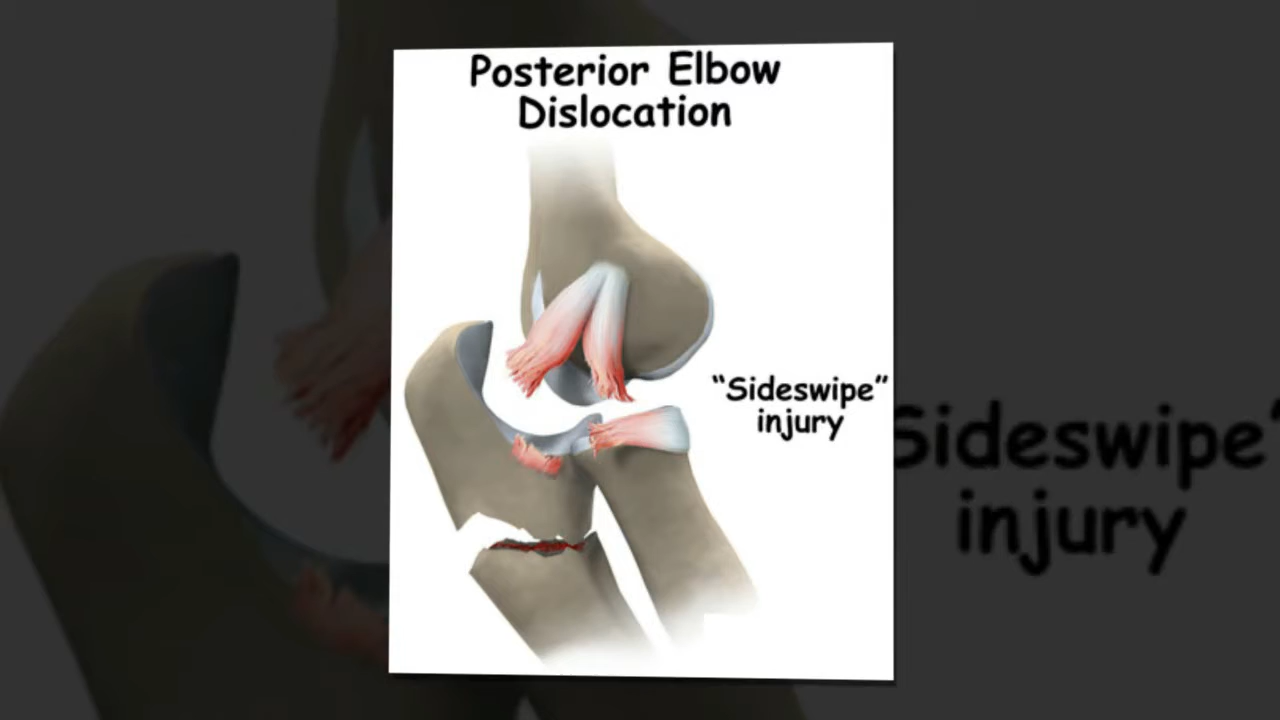 Posterior Elbow
Dislocation
“Sideswipe”
injury
Sideswipe”
injury